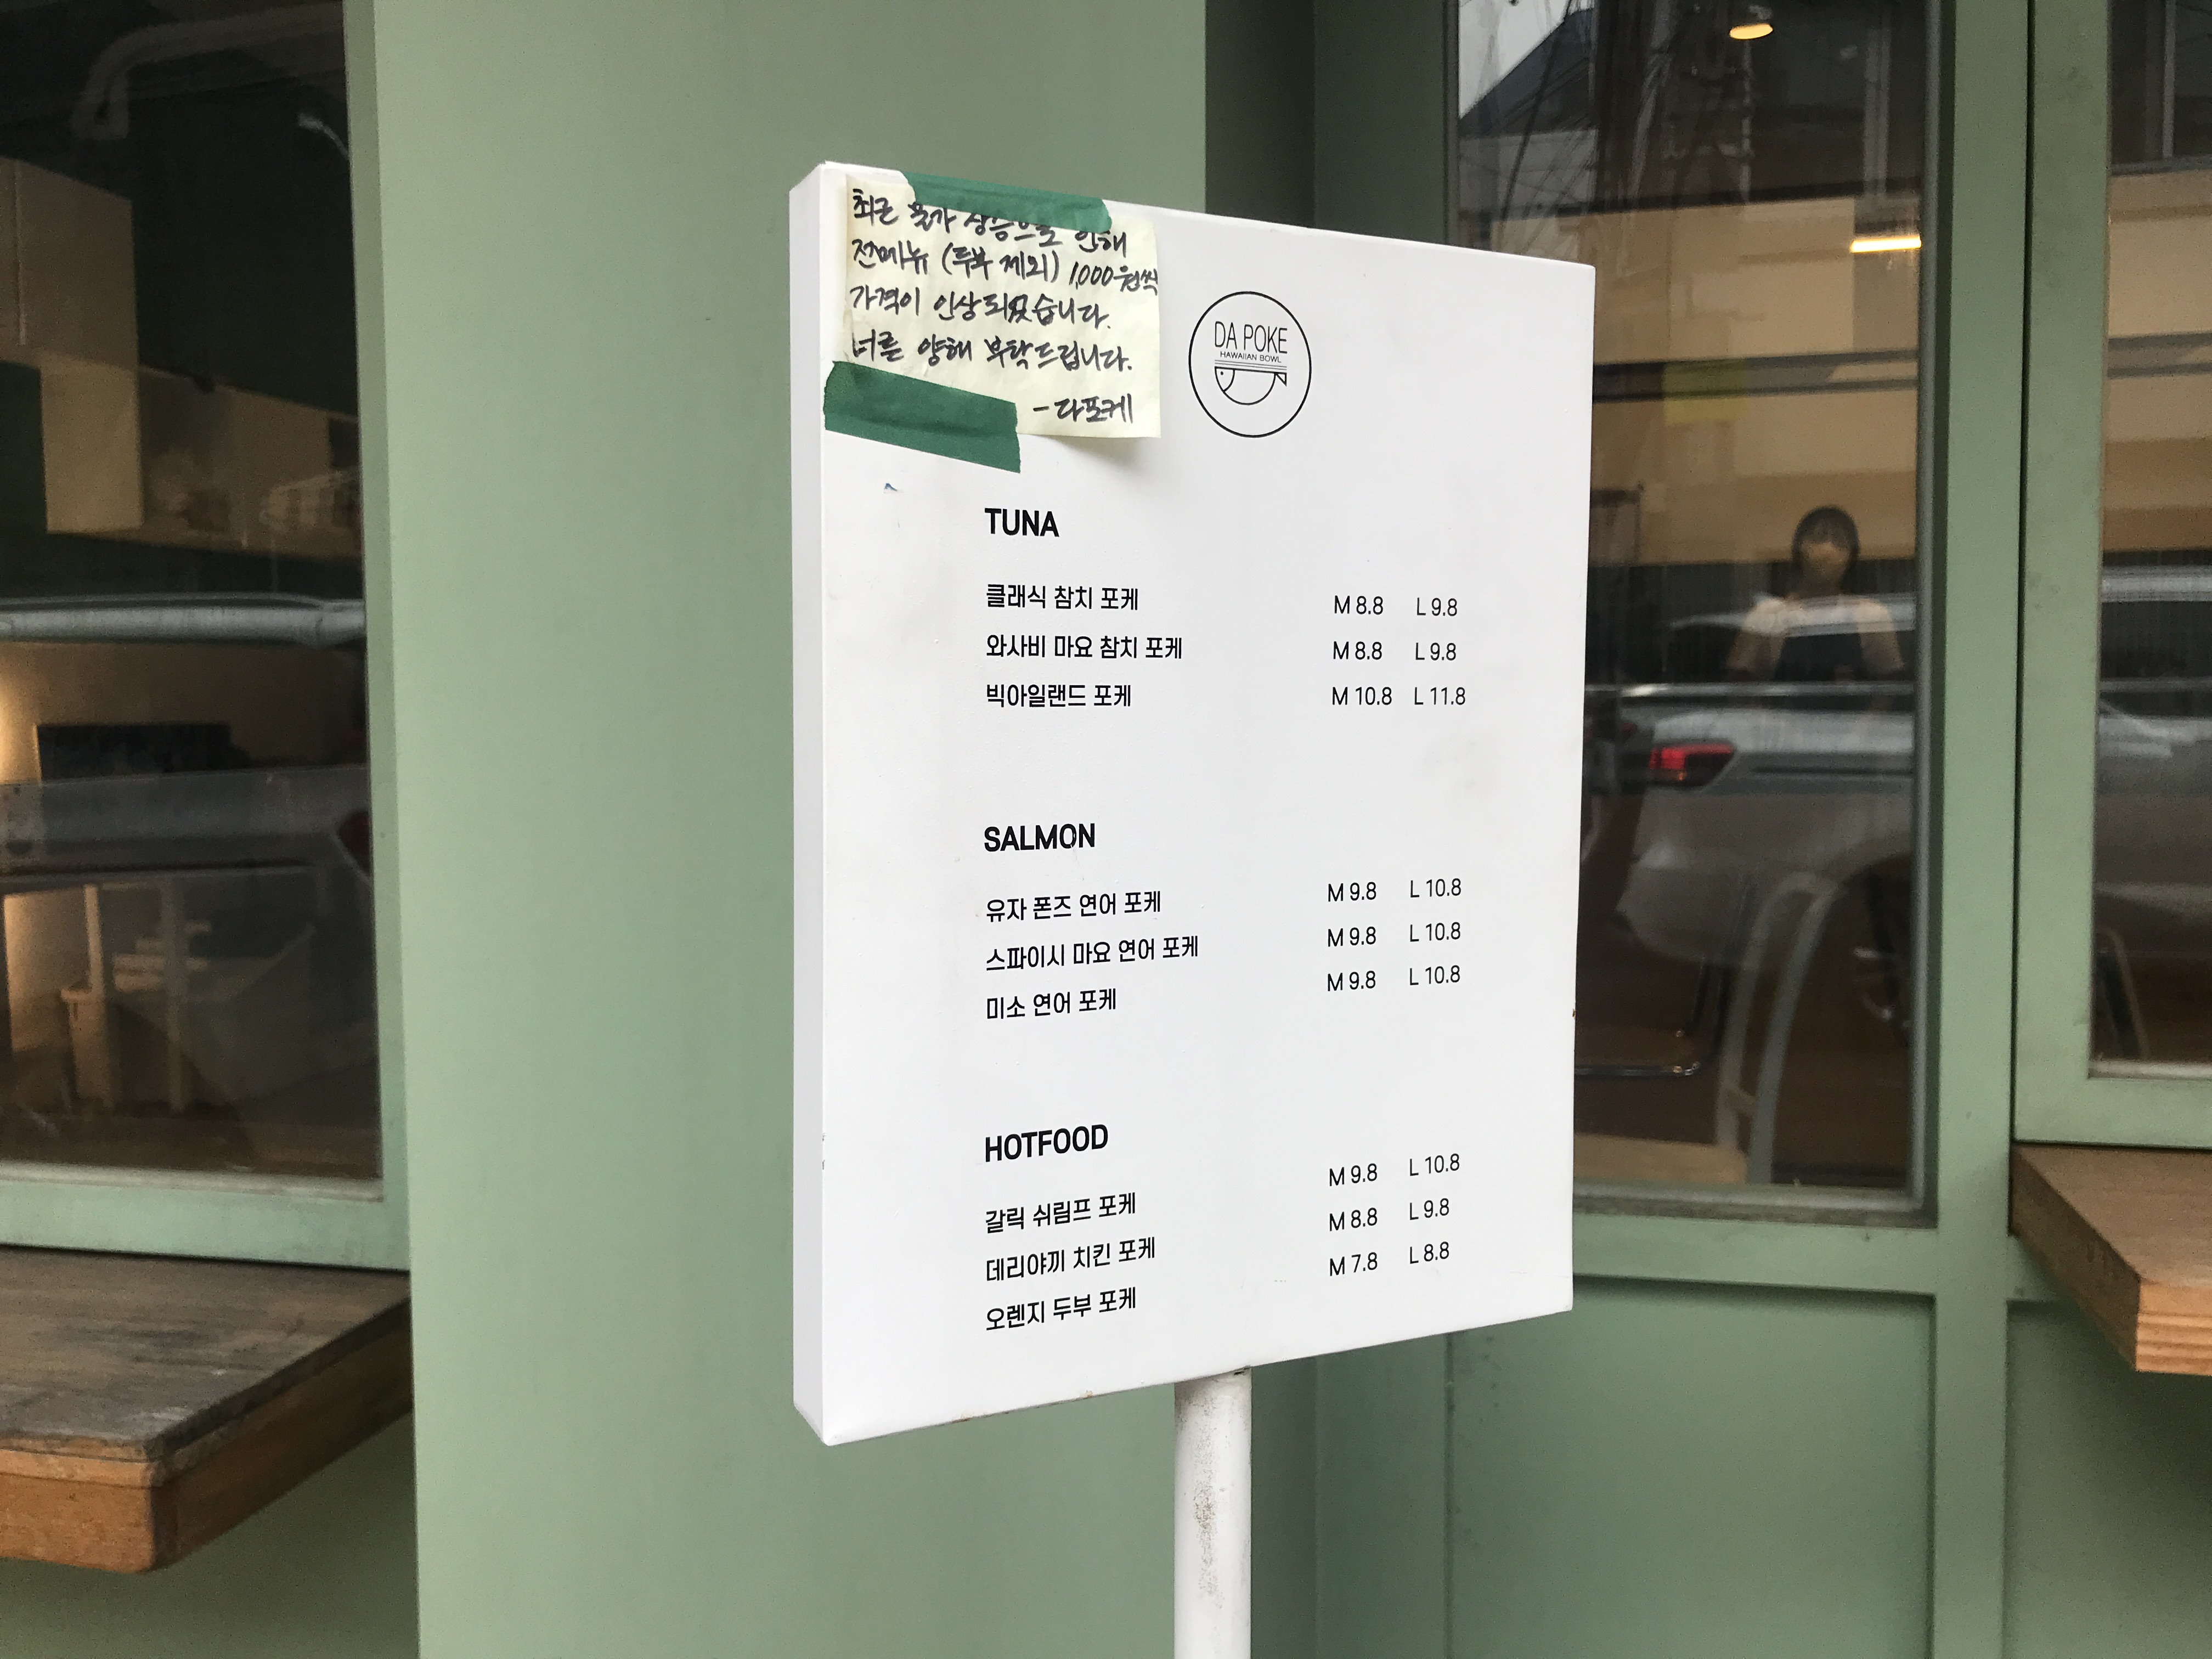 최근 물가 상승으로 인해
전메뉴 (두부 제외) 1,000원씩
가격이 인상되었습니다.
너른 양해 부탁드립니다.
- 다포케
DA POKE
HAWAIIAN BOWL
TUNA
클래식 참치 포케 M 8.8 L 9.8
와사비 마요 참치 포케 M 8.8 L 9.8
빅아일랜드 포케 M 10.8 L 11.8
SALMON
유자 폰즈 연어 포케 M 9.8 L 10.8
스파이시 마요 연어 포케 M 9.8 L 10.8
미소 연어 포케 M 9.8 L 10.8
HOTFOOD
갈릭 쉬림프 포케 M 9.8 L 10.8
데리야끼 치킨 포케 M 8.8 L 9.8
오렌지 두부 포케 M 7.8 L 8.8